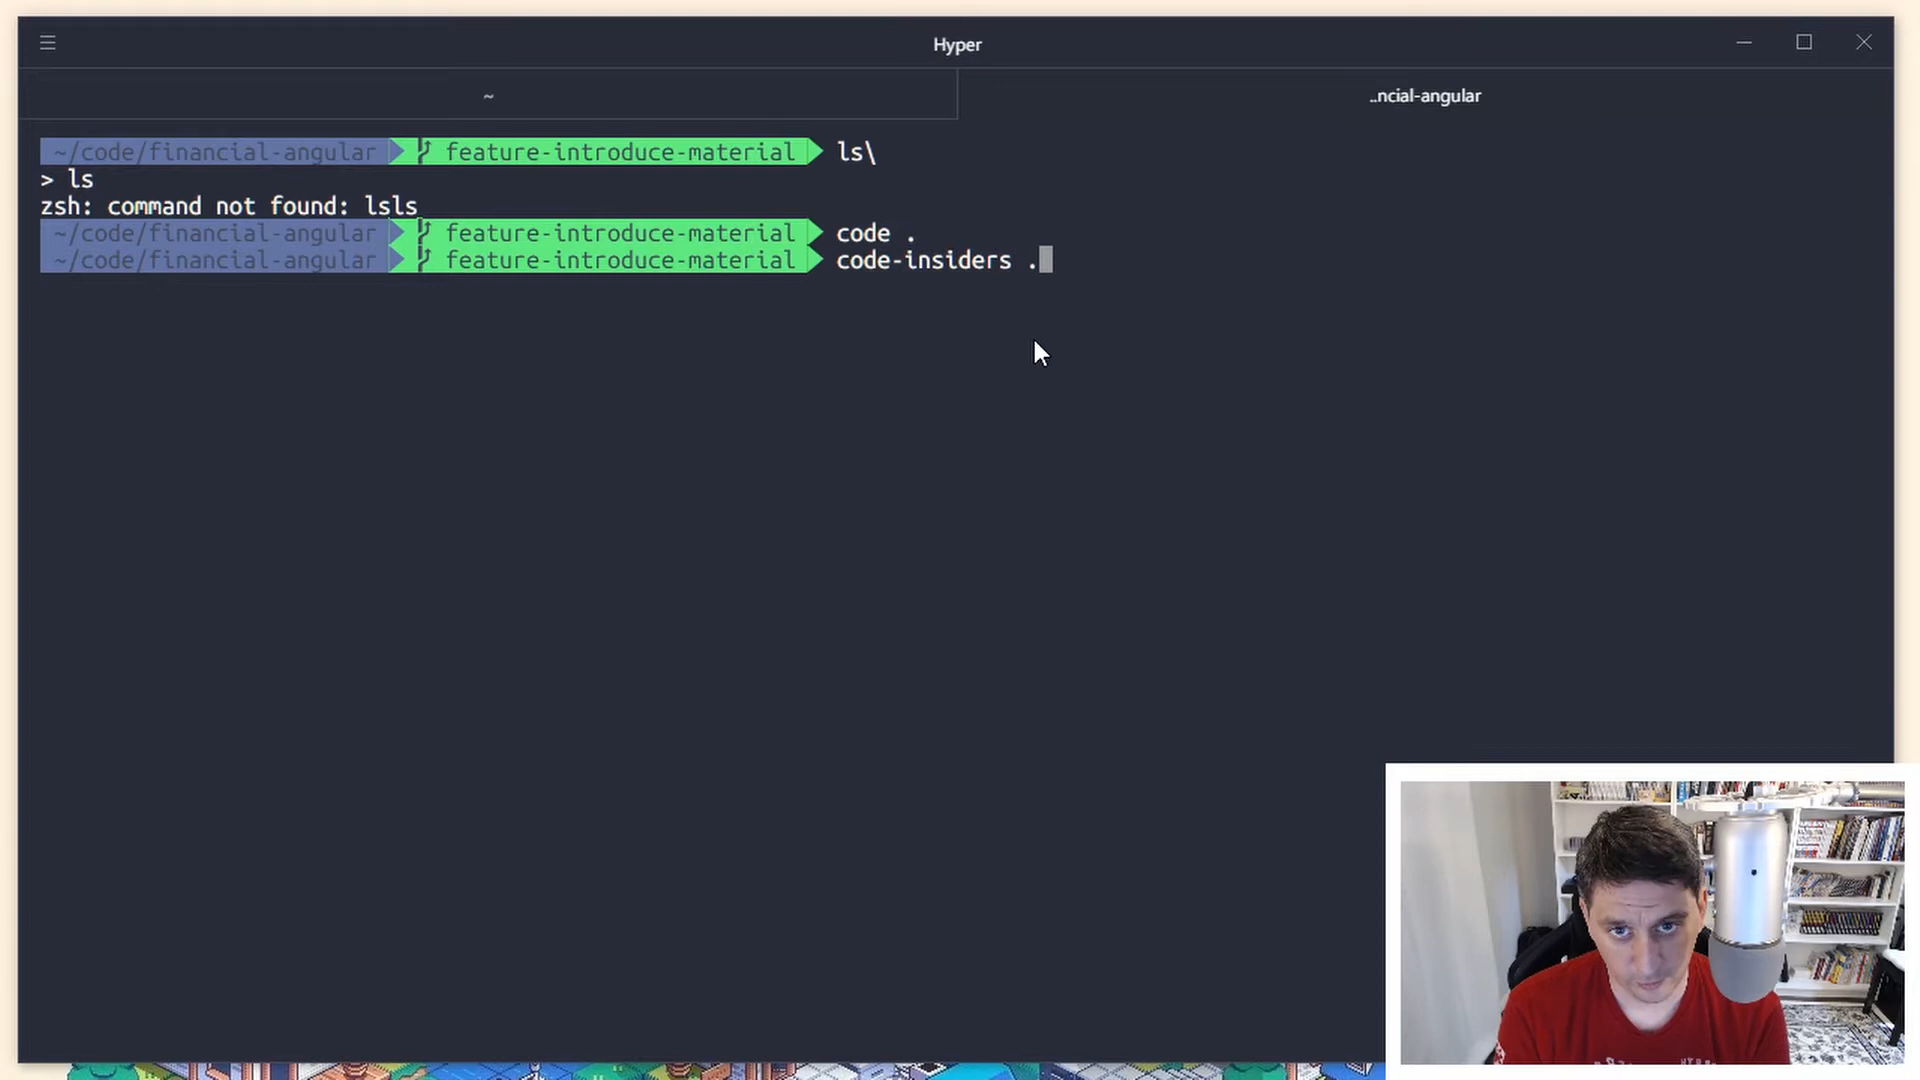 Hyper
~
..ncial-angular
~/code/financial-angular feature-introduce-material ls\
> ls
zsh: command not found: lsls
~/code/financial-angular feature-introduce-material code .
~/code/financial-angular feature-introduce-material code-insiders .